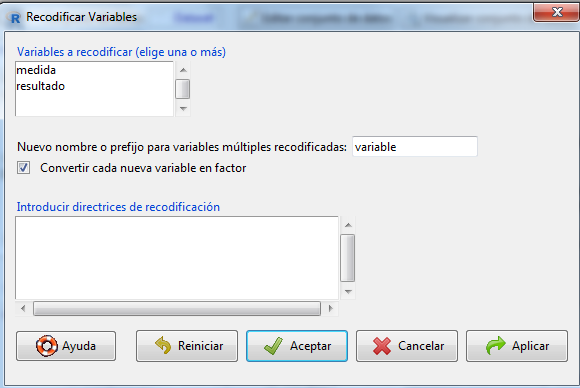 Recodificar Variables
Variables a recodificar (elige una o más)
medida
resultado
Nuevo nombre o prefijo para variables múltiples recodificadas: variable
Convertir cada nueva variable en factor
Introducir directrices de recodificación
Ayuda Reiniciar Aceptar Cancelar Aplicar